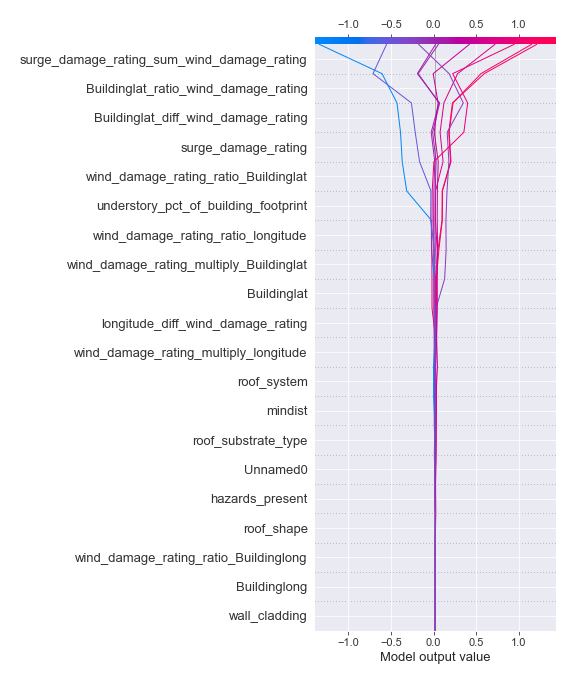 −1.0 −0.5 0.0 0.5 1.0
surge_damage_rating_sum_wind_damage_rating
Buildinglat_ratio_wind_damage_rating
Buildinglat_diff_wind_damage_rating
surge_damage_rating
wind_damage_rating_ratio_Buildinglat
understory_pct_of_building_footprint
wind_damage_rating_ratio_longitude
wind_damage_rating_multiply_Buildinglat
Buildinglat
longitude_diff_wind_damage_rating
wind_damage_rating_multiply_longitude
roof_system
mindist
roof_substrate_type
Unnamed0
hazards_present
roof_shape
wind_damage_rating_ratio_Buildinglong
Buildinglong
wall_cladding
−1.0 −0.5 0.0 0.5 1.0
Model output value